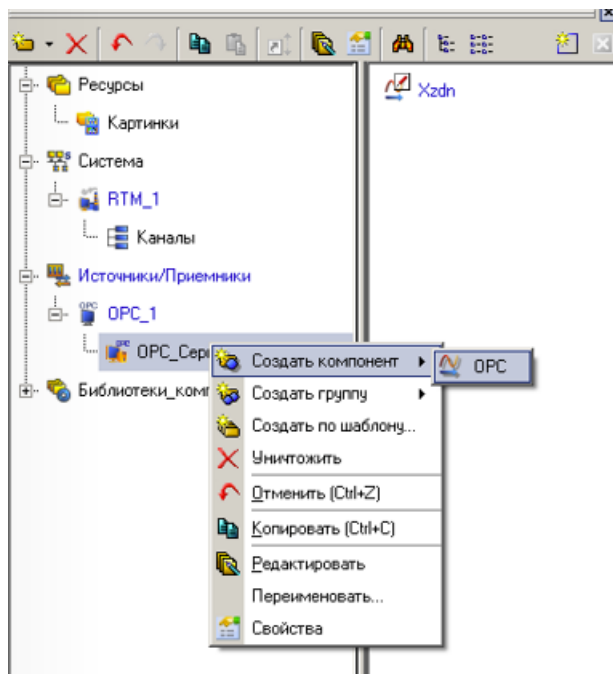 Ресурсы
Картинки
Система
RTM_1
Каналы
Источники/Приемники
OPC_1
OPC_Сер
Библиотеки_комп
Xzdn
Создать компонент
OPC
Создать группу
Создать по шаблону...
Уничтожить
Отменить (Ctrl+Z)
Копировать (Ctrl+C)
Редактировать
Переименовать...
Свойства